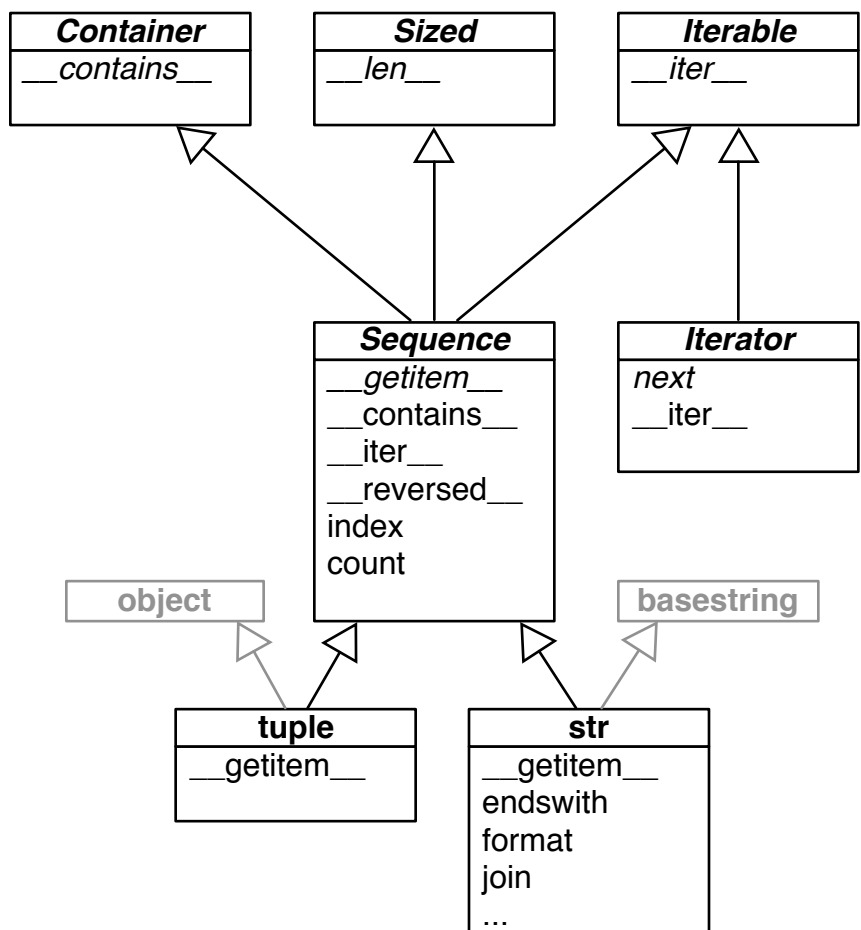 Container
__contains__
Sized
__len__
Iterable
__iter__
Sequence
__getitem__
__contains__
__iter__
__reversed__
index
count
Iterator
next
__iter__
object
basestring
tuple
__getitem__
str
__getitem__
endswith
format
join
...